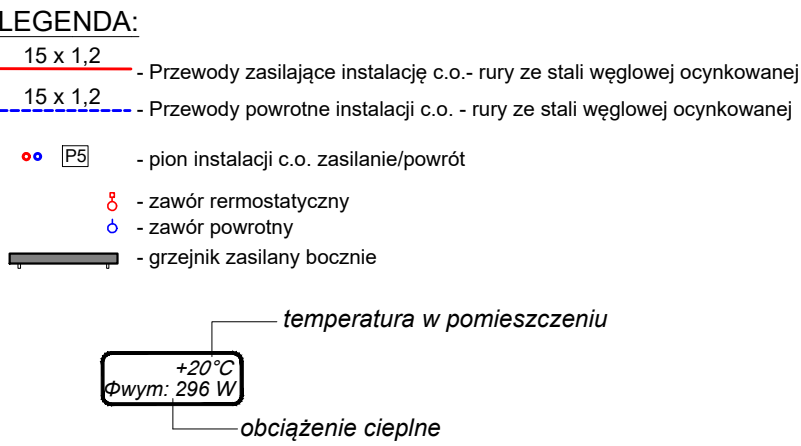 LEGENDA:
15 x 1,2
- Przewody zasilające instalację c.o.- rury ze stali węglowej ocynkowanej
15 x 1,2
- Przewody powrotne instalacji c.o. - rury ze stali węglowej ocynkowanej
P5 - pion instalacji c.o. zasilanie/powrót
- zawór rermostatyczny
- zawór powrotny
- grzejnik zasilany bocznie
temperatura w pomieszczeniu
+20°C
Φwym: 296 W
obciążenie cieplne